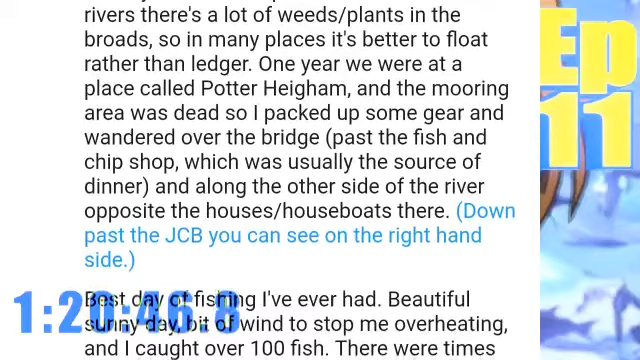 rivers there's a lot of weeds/plants in the
broads, so in many places it's better to float
rather than ledger. One year we were at a
place called Potter Heigham, and the mooring
area was dead so I packed up some gear and
wandered over the bridge (past the fish and
chip shop, which was usually the source of
dinner) and along the other side of the river
opposite the houses/houseboats there. (Down
past the JCB you can see on the right hand
side.)
Best day of fishing I've ever had. Beautiful
sunny day, bit of wind to stop me overheating,
and I caught over 100 fish. There were times
1:20:46.8
Ep
11